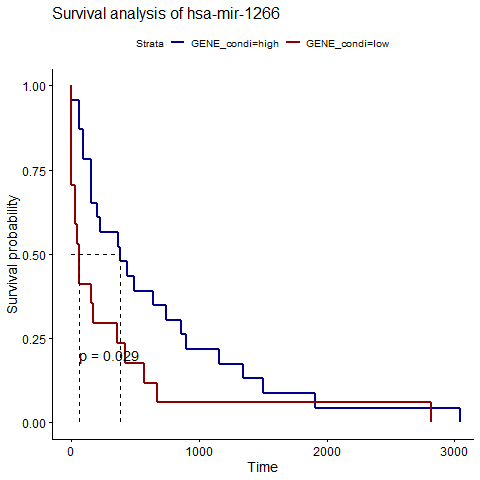 Survival analysis of hsa-mir-1266
Strata GENE_condi=high GENE_condi=low
1.00
0.75
0.50
0.25
0.00
Survival probability
p = 0.029
0 1000 2000 3000
Time